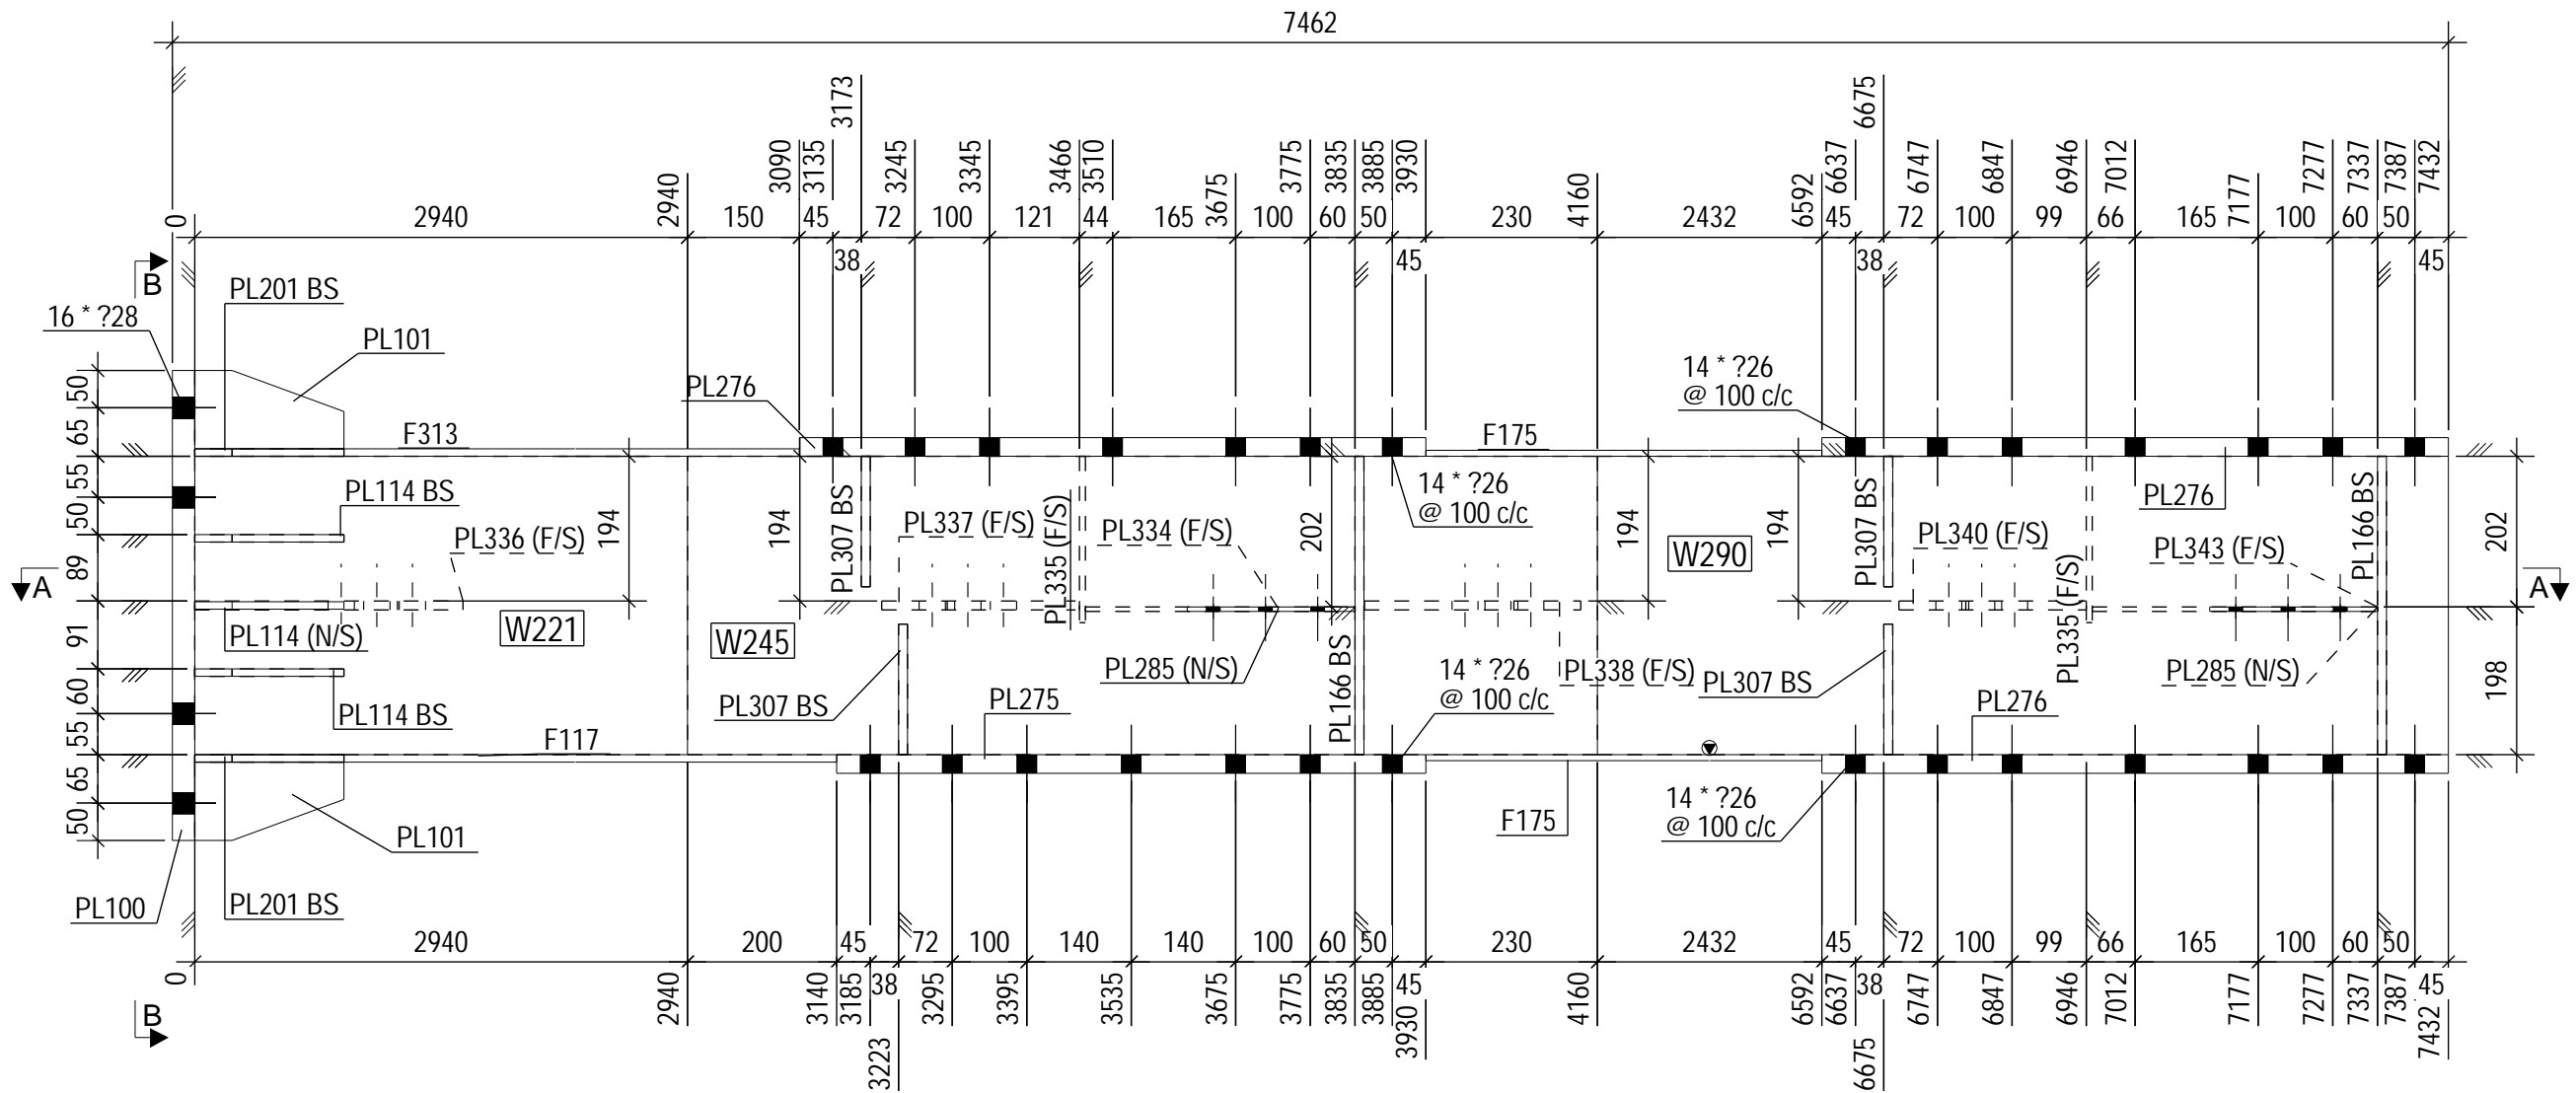 7462
3173
6675
3090
3135
3245
3345
3466
3510
3675
3775
3835
3885
3930
6637
6747
6847
6946
7012
7277
7337
7387
7432
0
2940
2940
150
45
72
100
121
44
165
100
60
50
230
4160
2432
6592
45
72
100
99
66
165
7177
100
60
50
38
45
38
45
B
PL201 BS
16 * ?28
PL101
PL276
14 * ?26
@ 100 c/c
50
65
55
50
89
91
60
55
65
50
F313
F175
PL114 BS
PL336 (F/S)
194
194
PL307 BS
PL337 (F/S)
PL335 (F/S)
PL334 (F/S)
202
14 * ?26
@ 100 c/c
194
W290
194
PL307 BS
PL340 (F/S)
PL335 (F/S)
PL276
PL343 (F/S)
PL166 BS
202
198
A
A
PL114 (N/S)
W221
W245
PL285 (N/S)
PL166 BS
14 * ?26
@ 100 c/c
PL338 (F/S)
PL307 BS
PL285 (N/S)
PL114 BS
PL307 BS
PL275
PL276
F117
PL101
F175
14 * ?26
@ 100 c/c
PL100
PL201 BS
2940
200
45
72
100
140
140
100
60
50
230
2432
45
72
100
99
66
165
100
60
50
0
2940
3140
3185
38
3295
3395
3535
3675
3775
3835
3885
45
3930
4160
6592
6637
38
6747
6847
6946
7012
7177
7277
7337
7387
45
7432
B
3223
6675